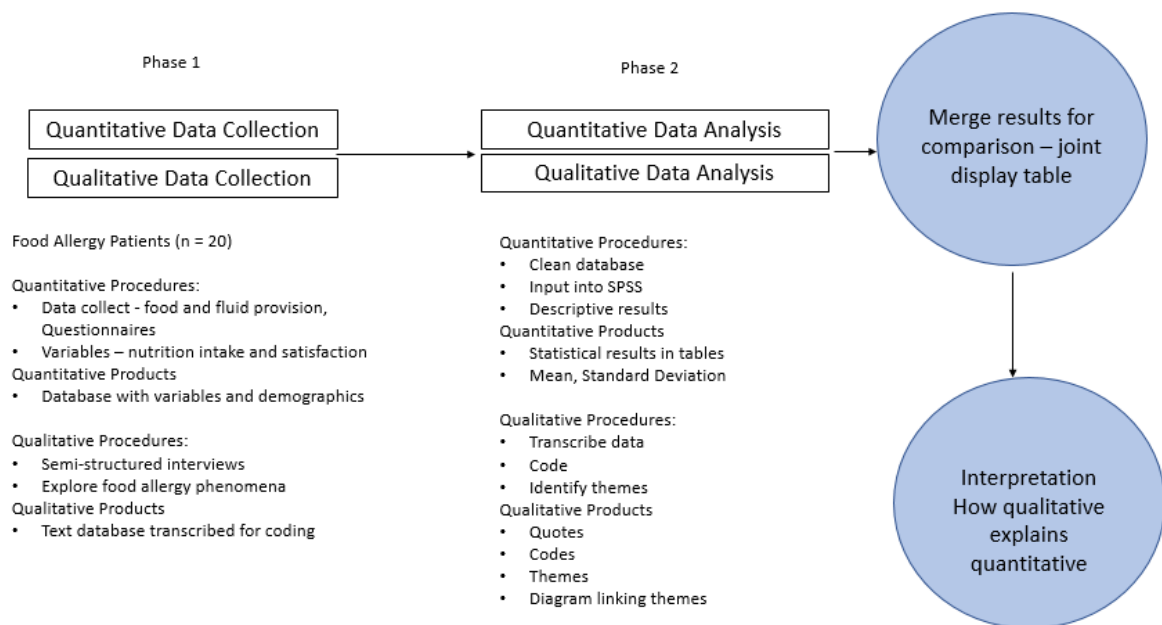 Phase 1
Quantitative Data Collection
Qualitative Data Collection
Food Allergy Patients (n = 20)
Quantitative Procedures:
• Data collect - food and fluid provision,
Questionnaires
• Variables – nutrition intake and satisfaction
Quantitative Products
• Database with variables and demographics
Qualitative Procedures:
• Semi-structured interviews
• Explore food allergy phenomena
Qualitative Products
• Text database transcribed for coding
Phase 2
Quantitative Data Analysis
Qualitative Data Analysis
Quantitative Procedures:
• Clean database
• Input into SPSS
• Descriptive results
Quantitative Products
• Statistical results in tables
• Mean, Standard Deviation
Qualitative Procedures:
• Transcribe data
• Code
• Identify themes
Qualitative Products
• Quotes
• Codes
• Themes
• Diagram linking themes
Merge results for
comparison – joint
display table
Interpretation
How qualitative
explains
quantitative